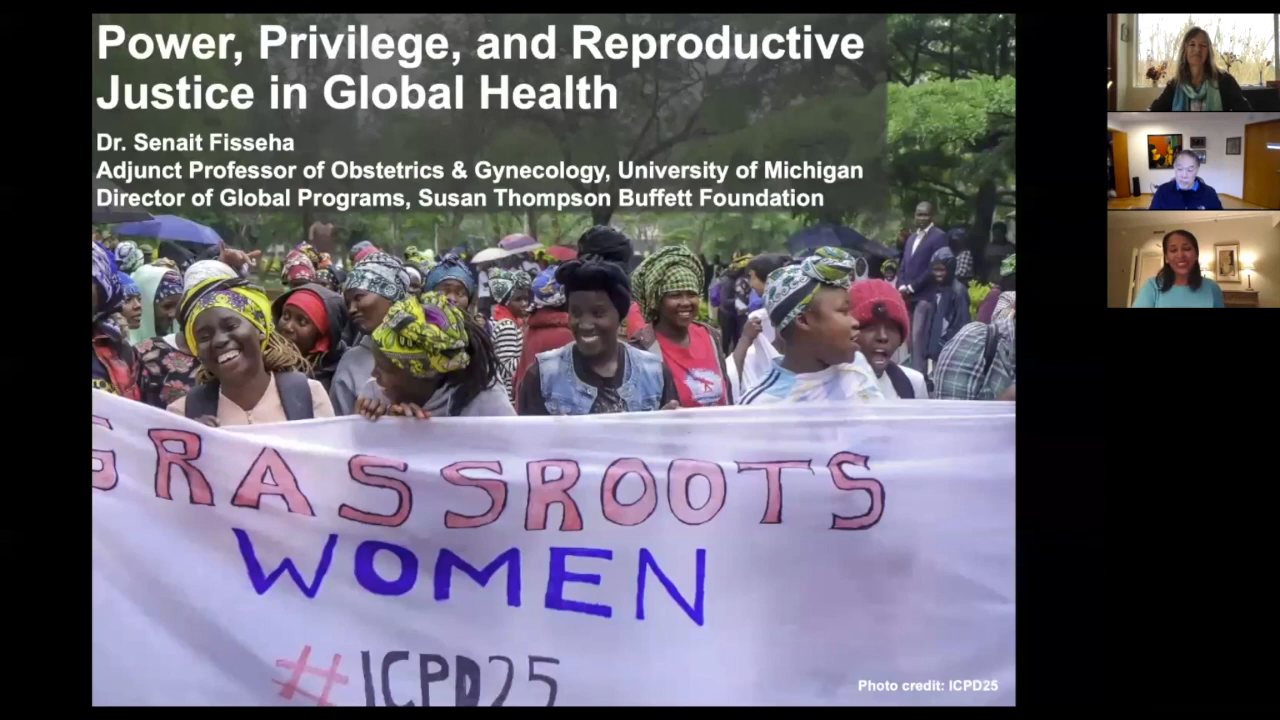 Power, Privilege, and Reproductive
Justice in Global Health
Dr. Senait Fisseha
Adjunct Professor of Obstetrics & Gynecology, University of Michigan
Director of Global Programs, Susan Thompson Buffett Foundation
GRASSROOTS
WOMEN
#ICPD25
Photo credit: ICPD25